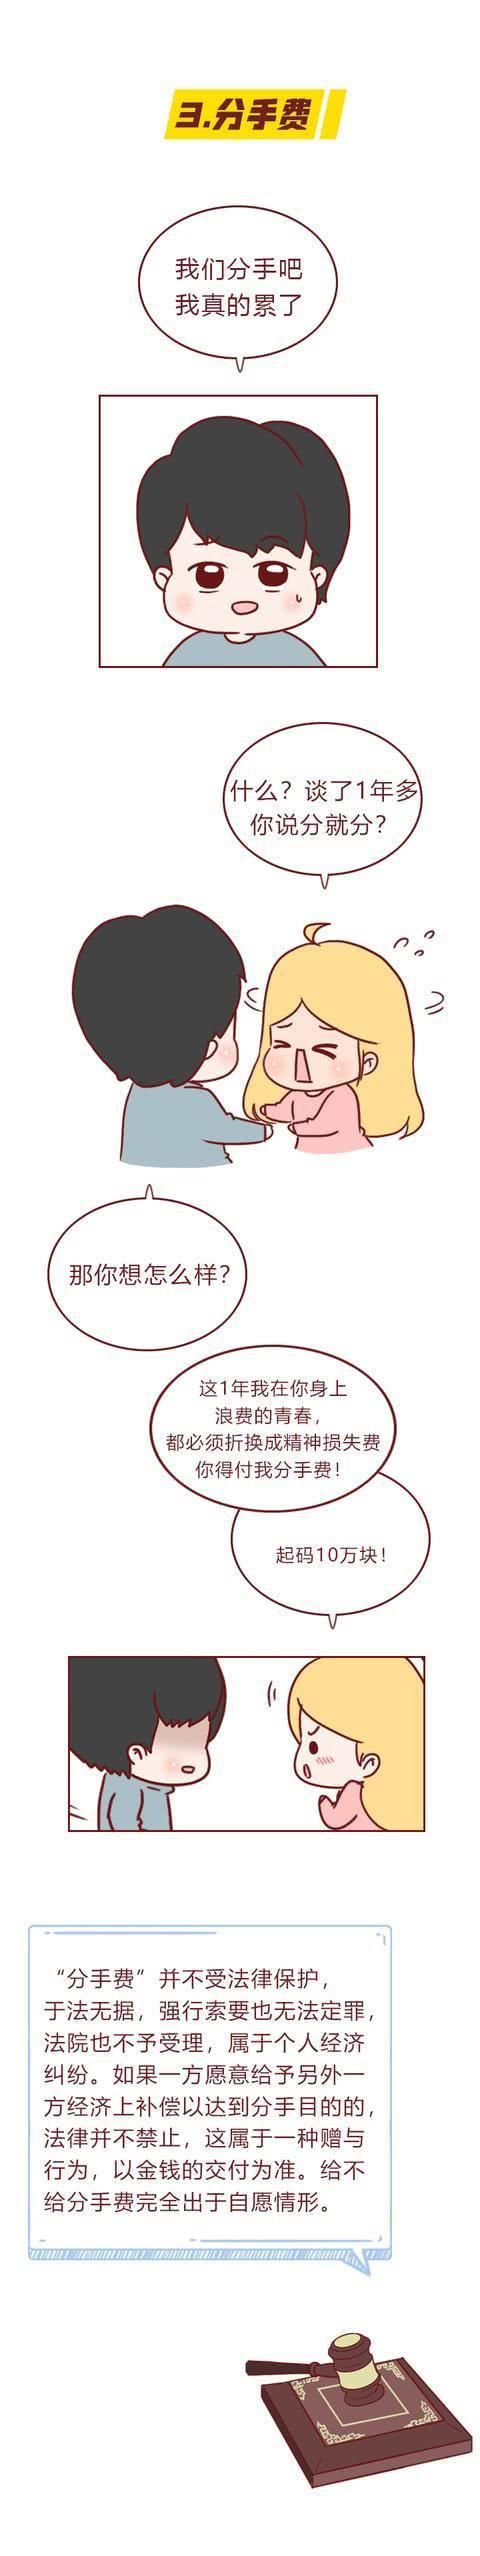 3.分手费
我们分手吧
我真的累了
什么？谈了1年多
你说分就分？
那你想怎么样？
这1年我在你身上
浪费的青春，
都必须折换成精神损失费
你得付我分手费！
起码10万块！
“分手费”并不受法律保护，
于法无据，强行索要也无法定罪，
法院也不予受理，属于个人经济
纠纷。如果一方愿意给予另外一
方经济上补偿以达到分手目的的，
法律并不禁止，这属于一种赠与
行为，以金钱的交付为准。给不
给分手费完全出于自愿情形。